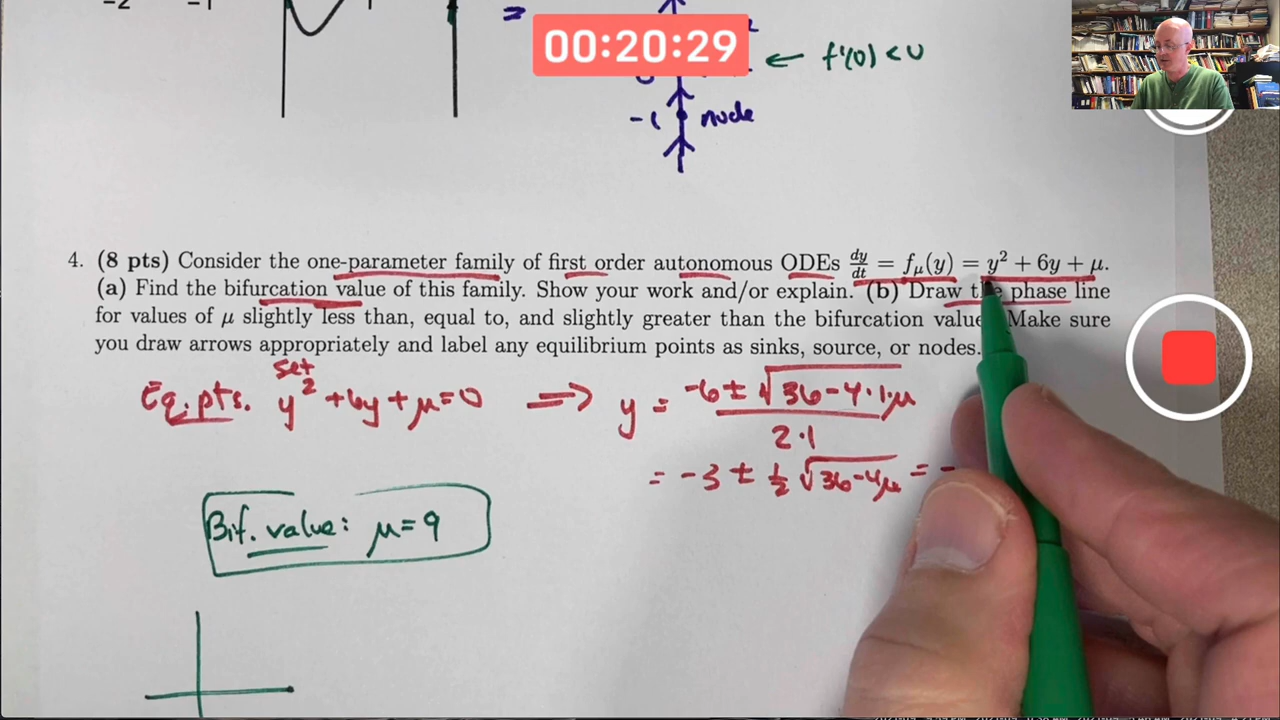 -2 -1
=
00:20:29
← f'(0) < 0
-1 node
4. (8 pts) Consider the one-parameter family of first order autonomous ODEs dy/dt = fμ(y) = y² + 6y + μ.
(a) Find the bifurcation value of this family. Show your work and/or explain. (b) Draw the phase line
for values of μ slightly less than, equal to, and slightly greater than the bifurcation value. Make sure
you draw arrows appropriately and label any equilibrium points as sinks, source, or nodes.
set
Eq. pts. y² + 6y + μ = 0 ⇒ y = (-6 ± √(36-4·1·μ)) / 2·1
= -3 ± 1/2 √(36-4μ) = -
Bif. value: μ = 9